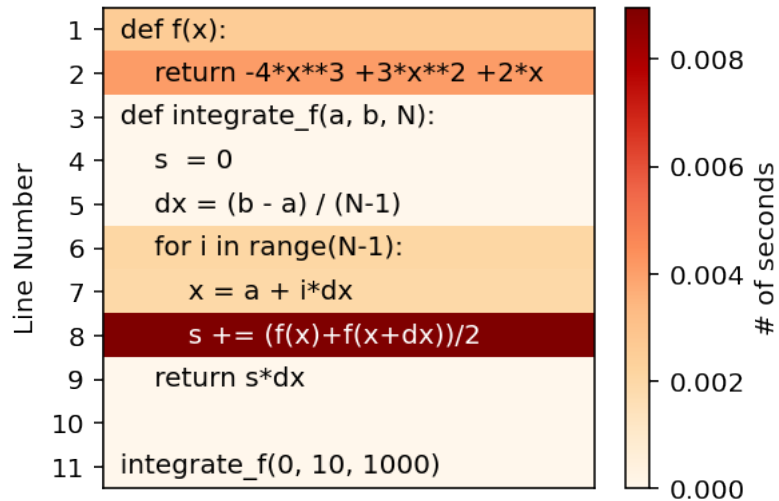 1 def f(x):
2 return -4*x**3 +3*x**2 +2*x
3 def integrate_f(a, b, N):
4 s  = 0
5 dx = (b - a) / (N-1)
6 for i in range(N-1):
7 x = a + i*dx
8 s += (f(x)+f(x+dx))/2
9 return s*dx
10
11 integrate_f(0, 10, 1000)
Line Number
0.008
0.006
0.004
0.002
0.000
# of seconds